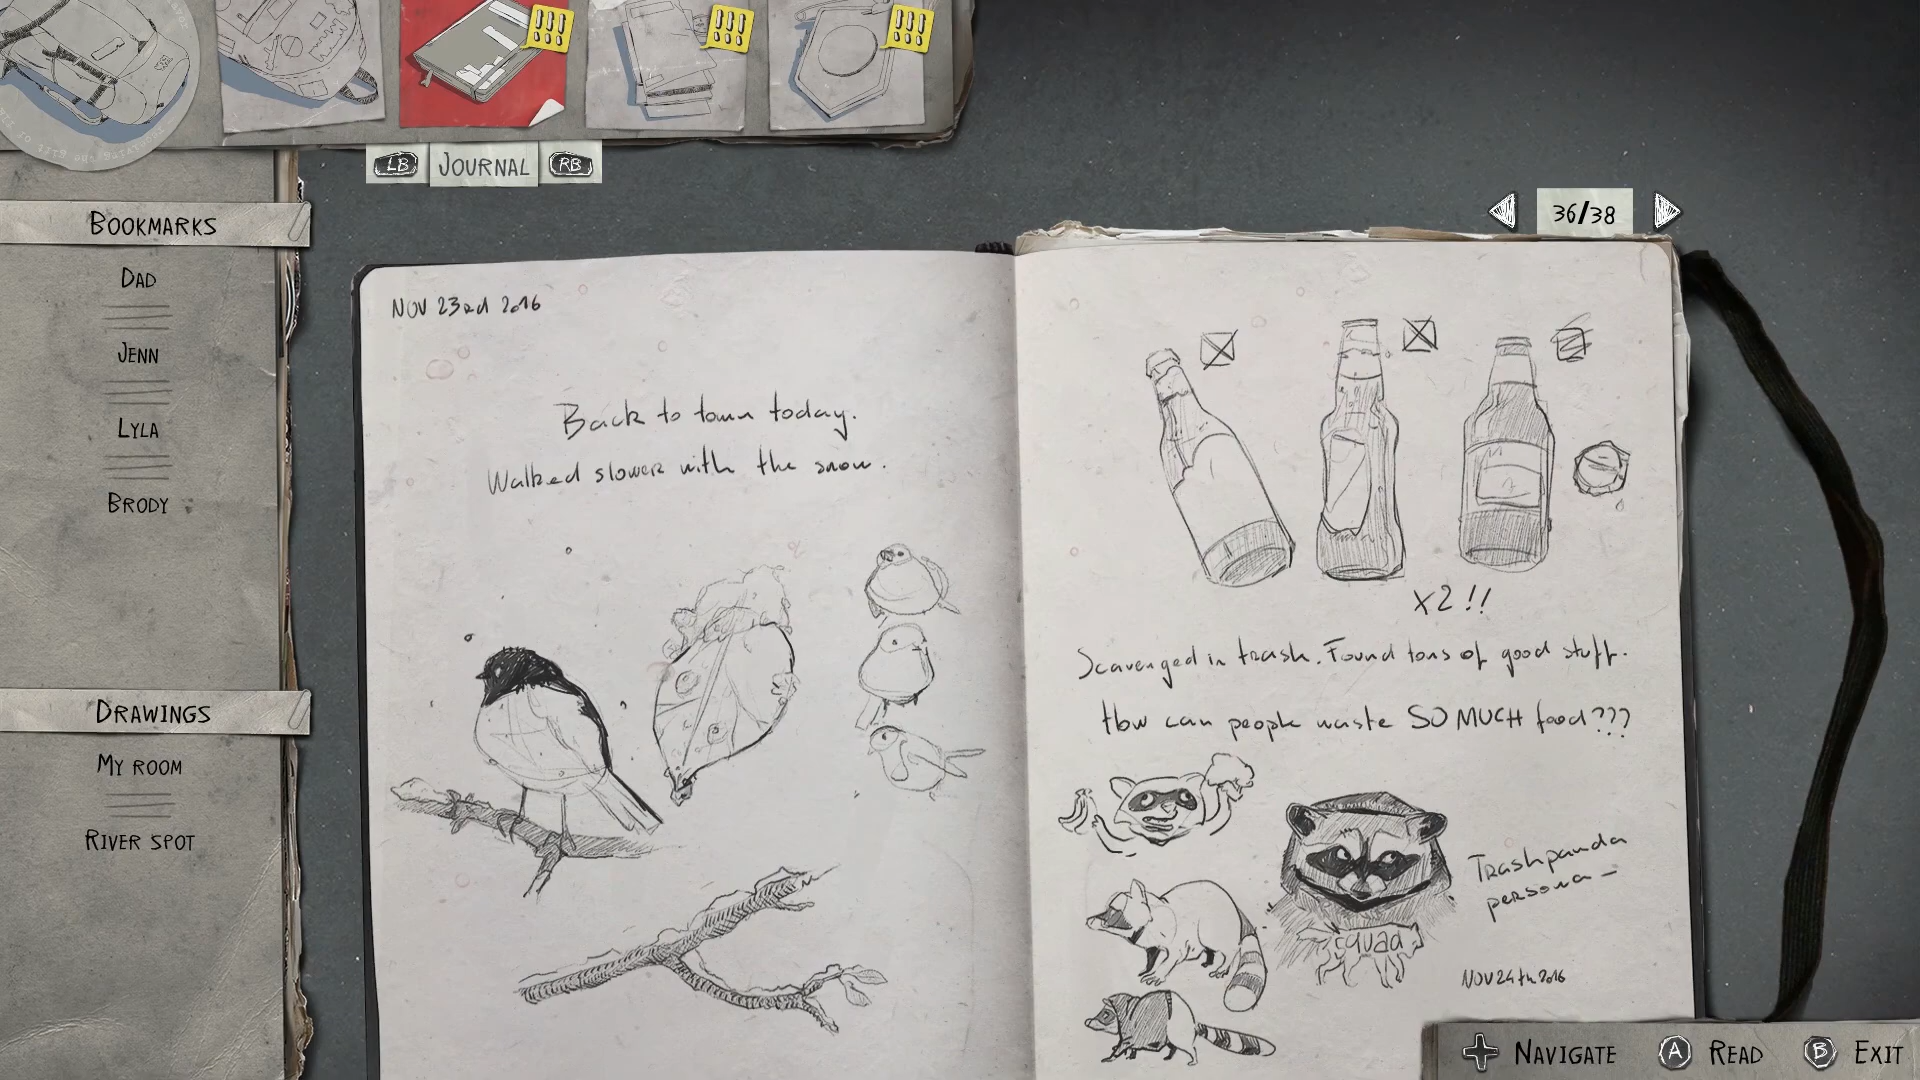 LB JOURNAL RB
36/38
BOOKMARKS
DAD
JENN
LYLA
BRODY
DRAWINGS
MY ROOM
RIVER SPOT
NOV 23rd 2016
Back to town today.
Walked slower with the snow.
x2!!
Scavenged in trash. Found tons of good stuff.
How can people waste SO MUCH food???
Trashpanda
persona –
squad
NOV 24th 2016
NAVIGATE A READ B EXIT